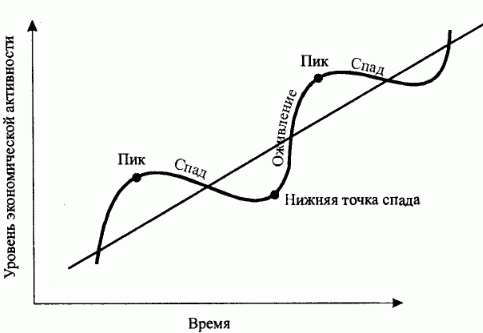 Уровень экономической активности
Пик
Спад
Оживление
Пик
Спад
Нижняя точка спада
Время